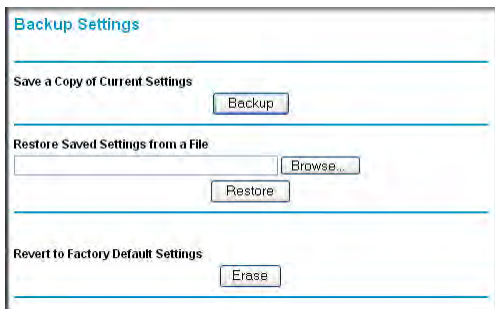 Backup Settings
Save a Copy of Current Settings
Backup
Restore Saved Settings from a File
Browse...
Restore
Revert to Factory Default Settings
Erase